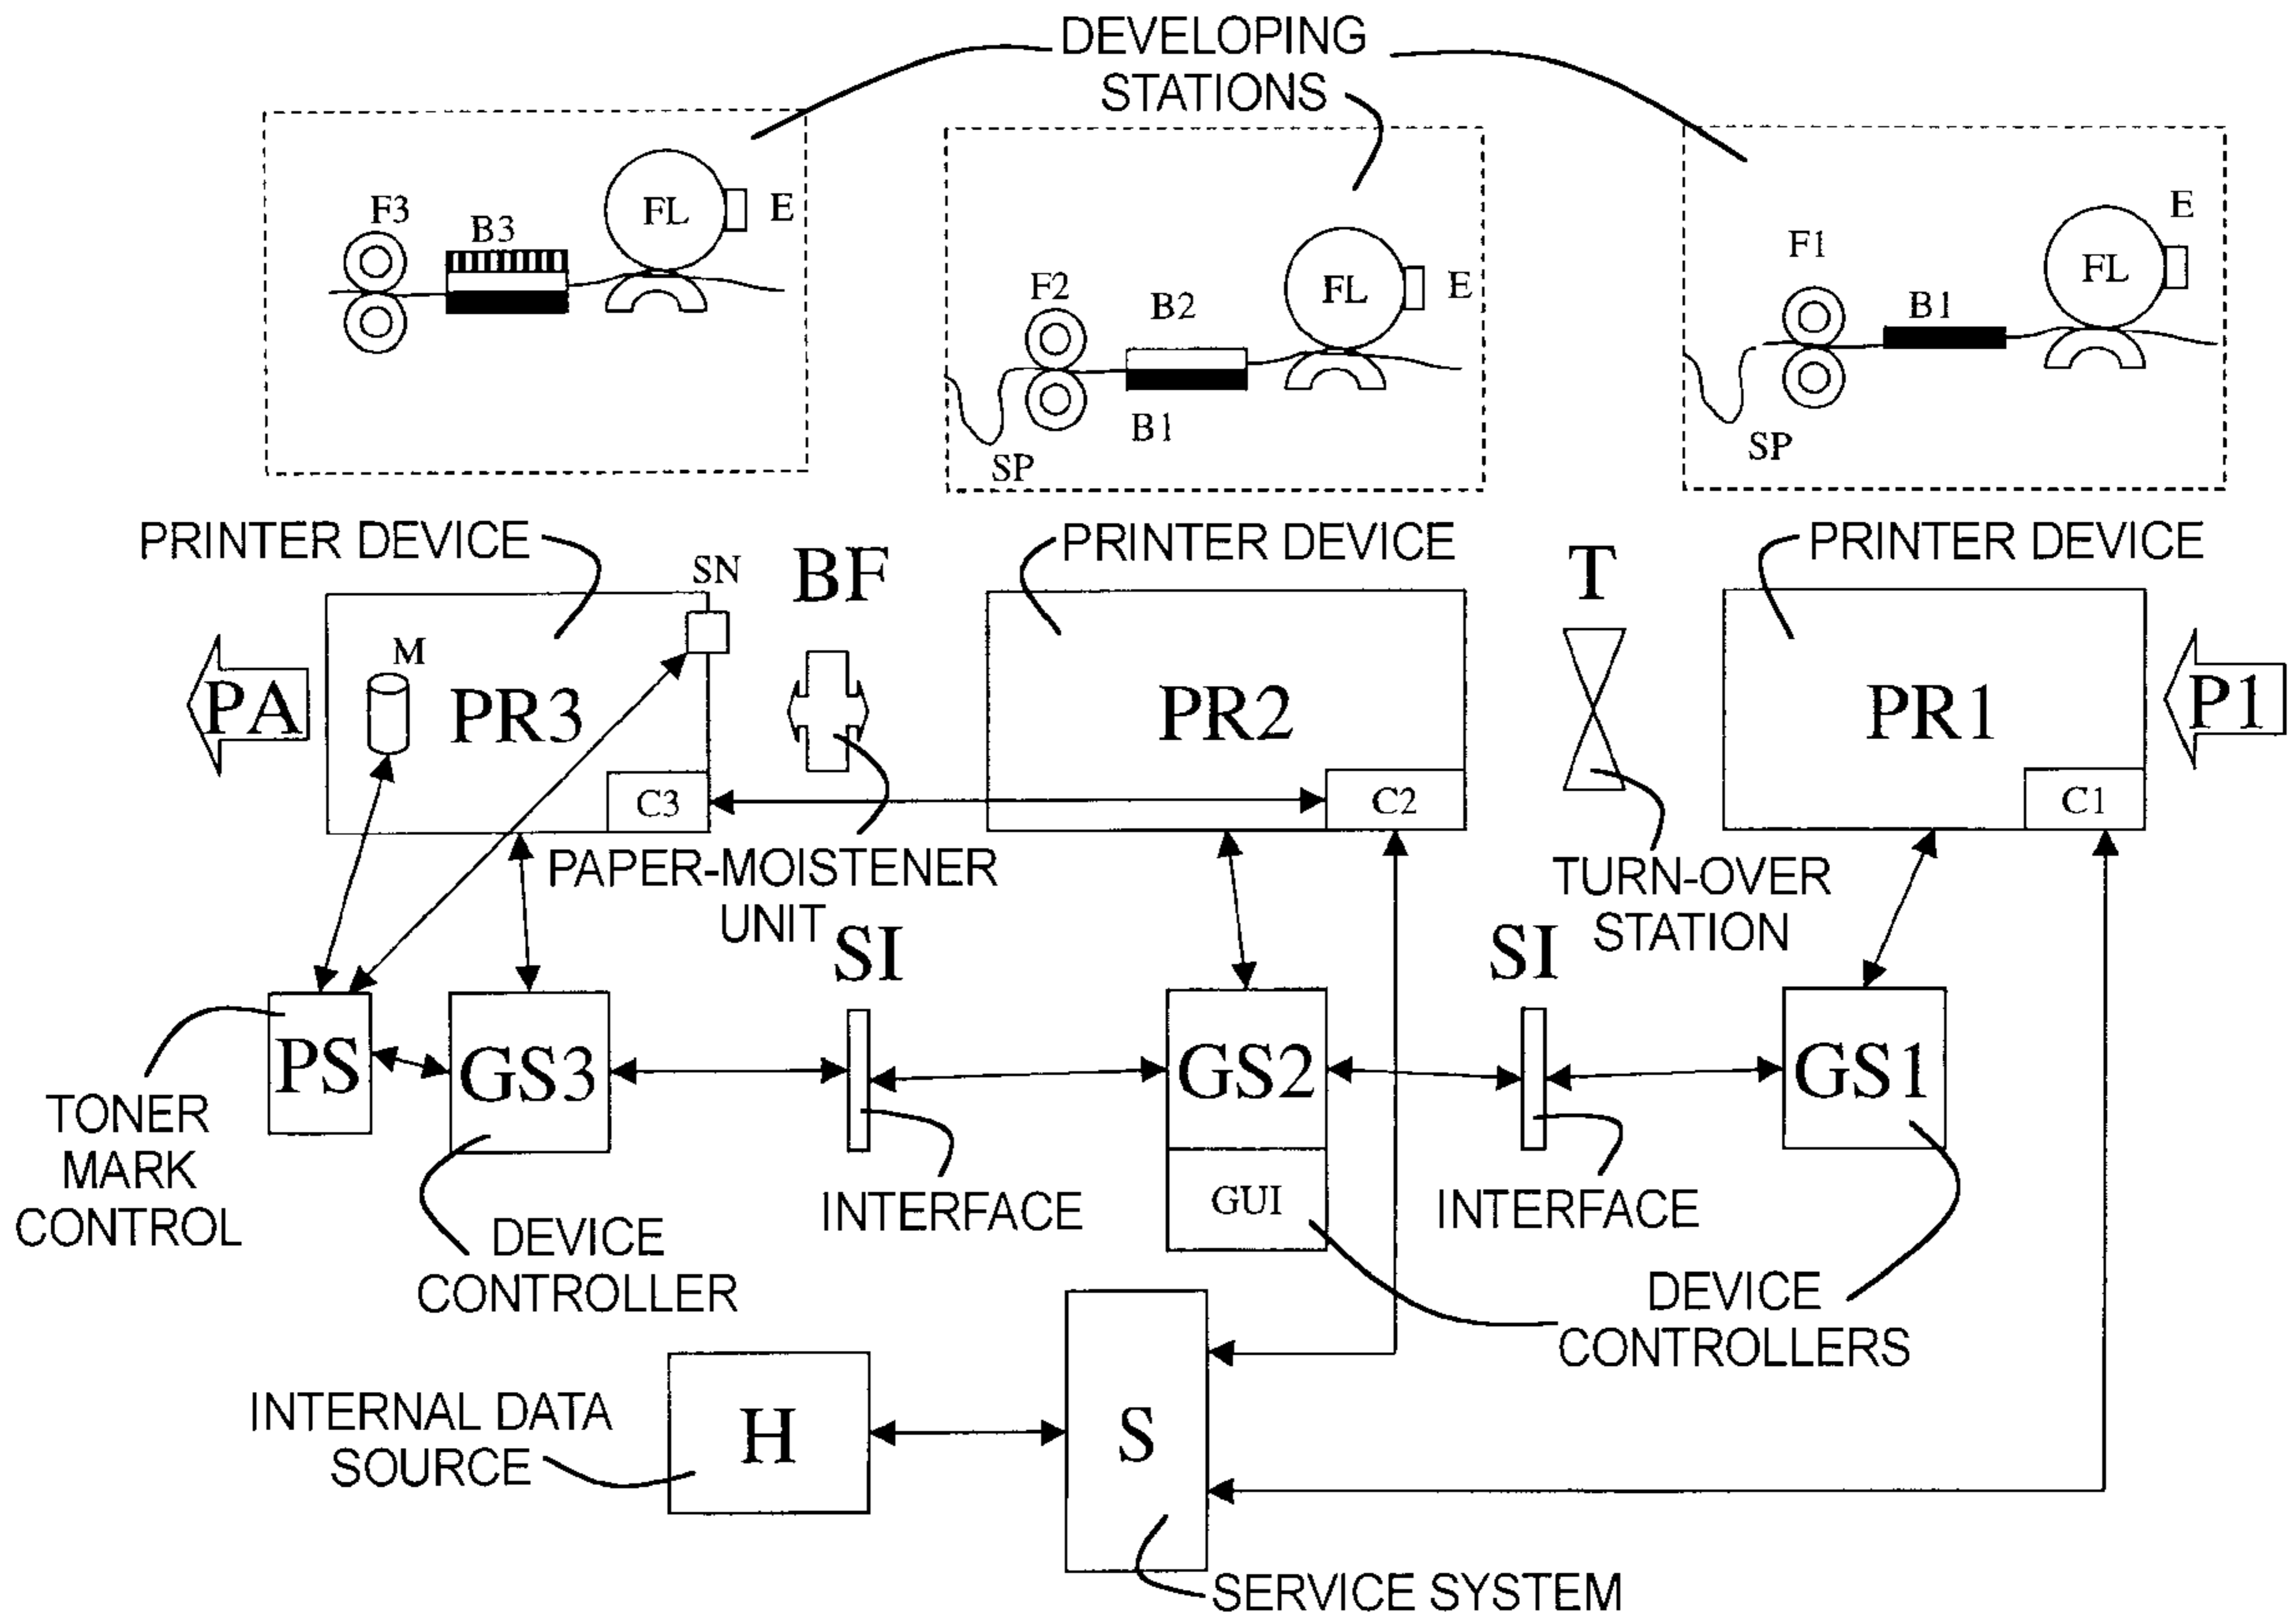 DEVELOPING
STATIONS
F3
B3
FL
E
F2
B2
FL
E
B1
SP
F1
B1
FL
E
SP
PRINTER DEVICE
SN
BF
PRINTER DEVICE
T
PRINTER DEVICE
PA
M
PR3
C3
PR2
C2
PR1
C1
P1
PAPER-MOISTENER
UNIT
TURN-OVER
STATION
SI
SI
PS
GS3
GS2
GUI
GS1
TONER
MARK
CONTROL
DEVICE
CONTROLLER
INTERFACE
INTERFACE
DEVICE
CONTROLLERS
INTERNAL DATA
SOURCE
H
S
SERVICE SYSTEM